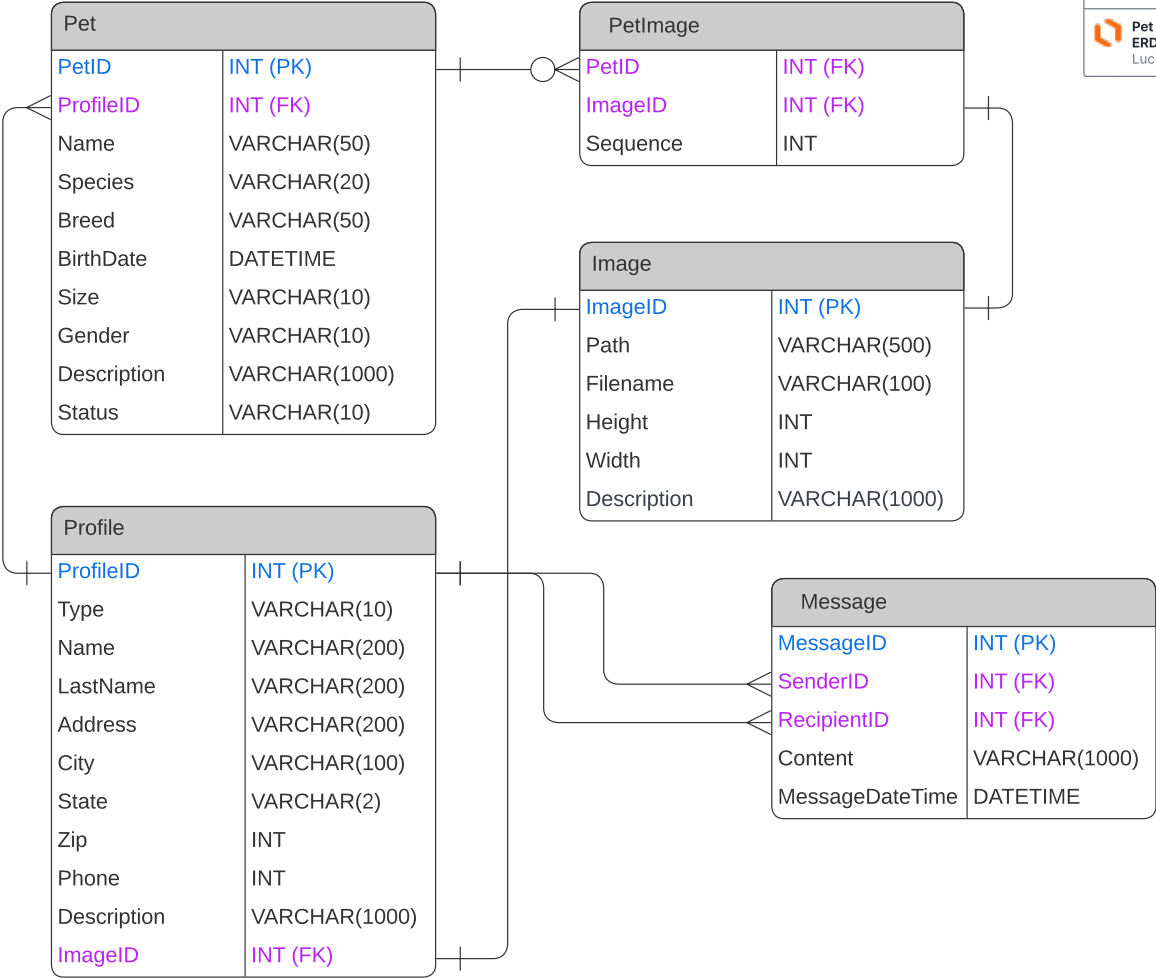 Pet
PetID INT (PK)
ProfileID INT (FK)
Name VARCHAR(50)
Species VARCHAR(20)
Breed VARCHAR(50)
BirthDate DATETIME
Size VARCHAR(10)
Gender VARCHAR(10)
Description VARCHAR(1000)
Status VARCHAR(10)
PetImage
PetID INT (FK)
ImageID INT (FK)
Sequence INT
Pet
ERD
Luc
Image
ImageID INT (PK)
Path VARCHAR(500)
Filename VARCHAR(100)
Height INT
Width INT
Description VARCHAR(1000)
Profile
ProfileID INT (PK)
Type VARCHAR(10)
Name VARCHAR(200)
LastName VARCHAR(200)
Address VARCHAR(200)
City VARCHAR(100)
State VARCHAR(2)
Zip INT
Phone INT
Description VARCHAR(1000)
ImageID INT (FK)
Message
MessageID INT (PK)
SenderID INT (FK)
RecipientID INT (FK)
Content VARCHAR(1000)
MessageDateTime DATETIME